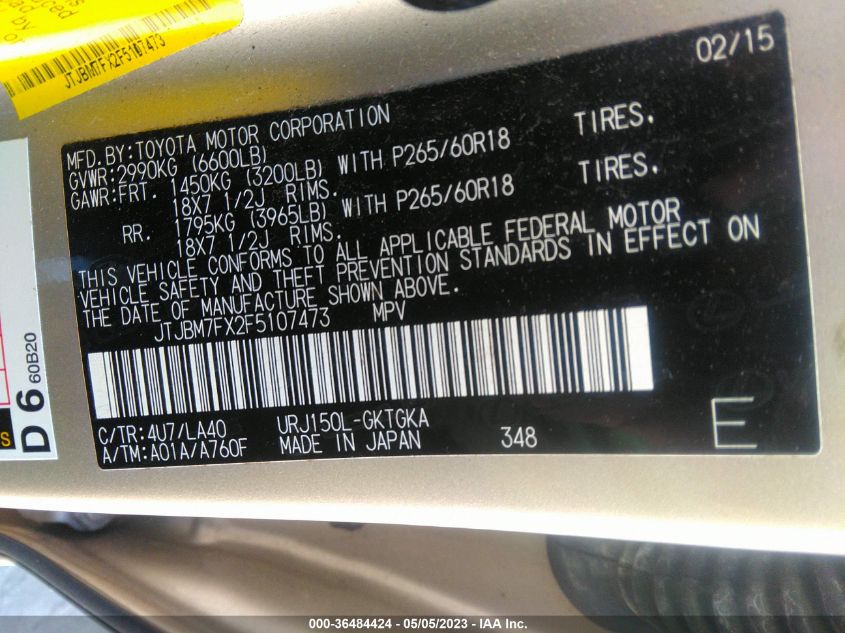 JTJBM7FX2F5107473
02/15
MFD.BY:TOYOTA MOTOR CORPORATION
GVWR:2990KG (6600LB)
GAWR:FRT. 1450KG (3200LB) WITH P265/60R18 TIRES.
18X7 1/2J RIMS.
RR. 1795KG (3965LB) WITH P265/60R18 TIRES.
18X7 1/2J RIMS.
THIS VEHICLE CONFORMS TO ALL APPLICABLE FEDERAL MOTOR
VEHICLE SAFETY AND THEFT PREVENTION STANDARDS IN EFFECT ON
THE DATE OF MANUFACTURE SHOWN ABOVE.
JTJBM7FX2F5107473 MPV
C/TR:4U7/LA40 URJ150L-GKTGKA
A/TM:A01A/A760F MADE IN JAPAN 348 E
D6 60B20
000-36484424 - 05/05/2023 - IAA Inc.